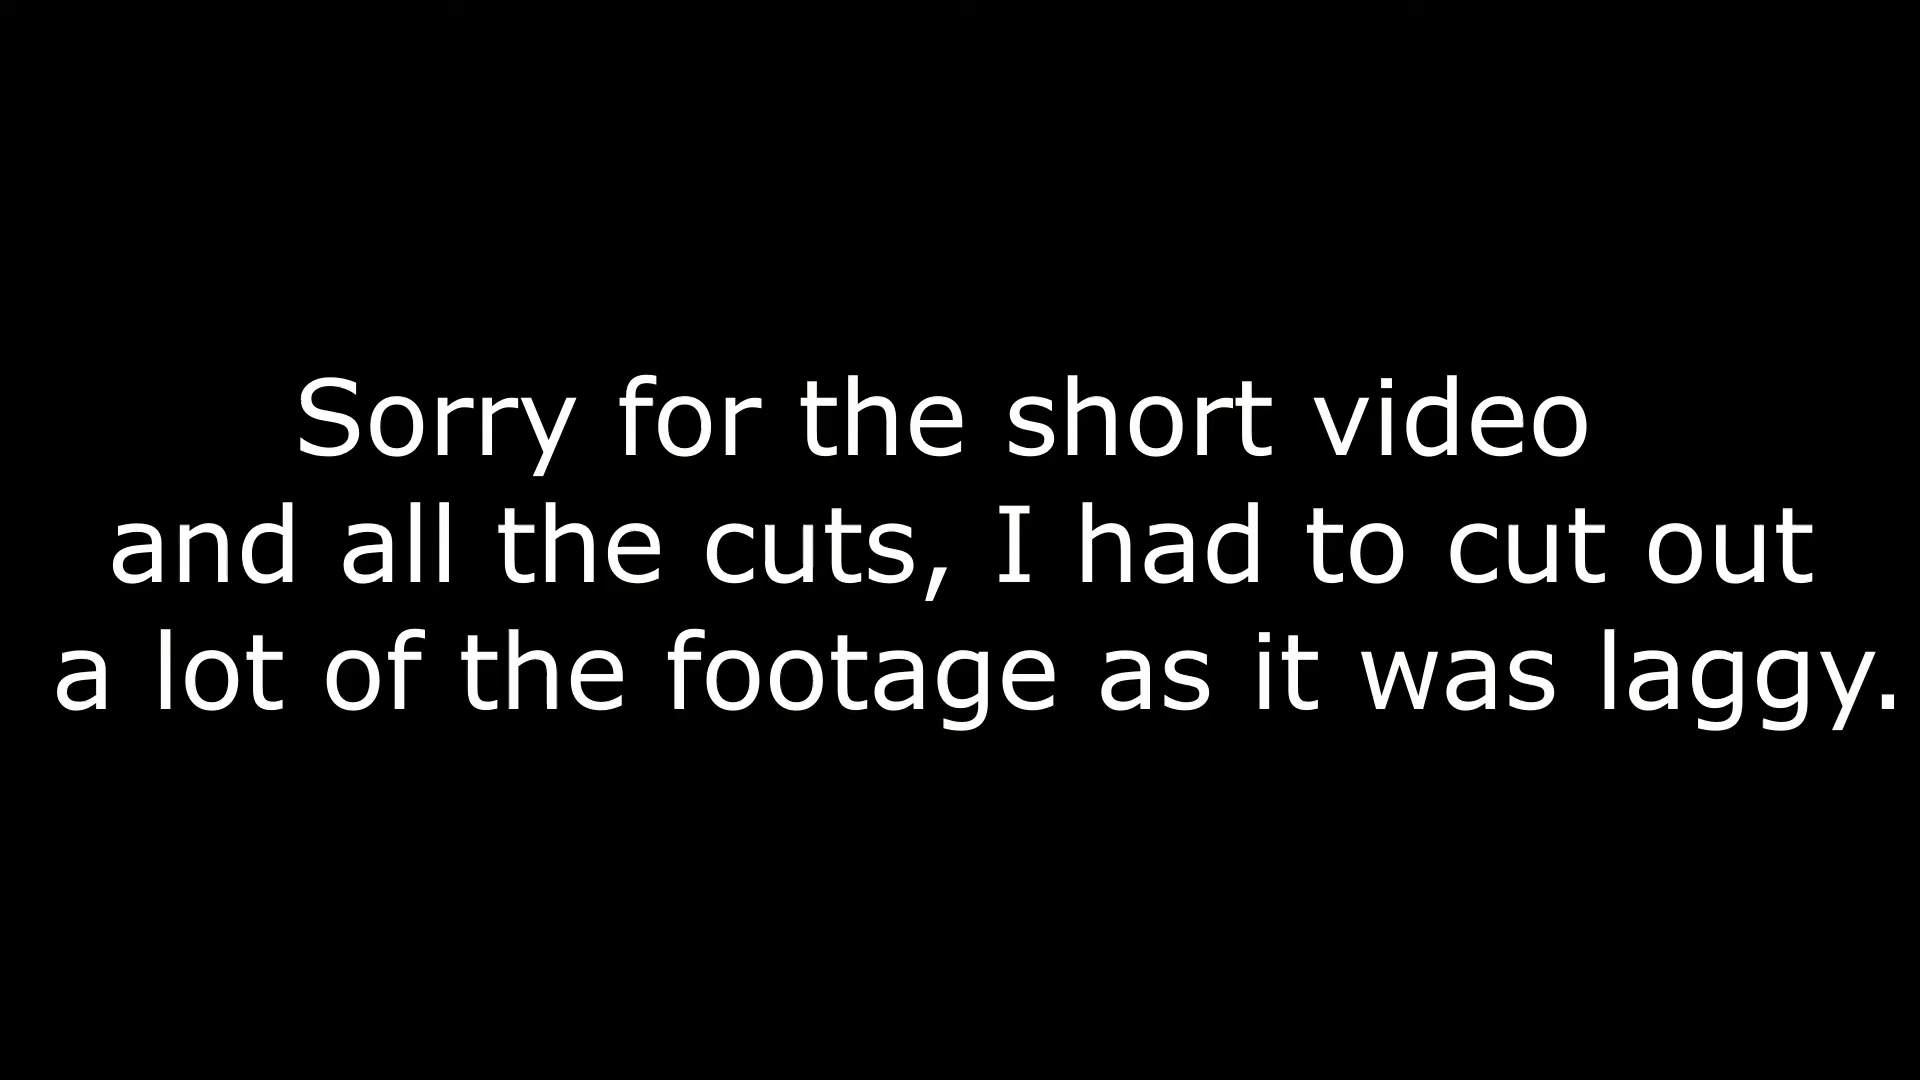 Sorry for the short video
and all the cuts, I had to cut out
a lot of the footage as it was laggy.